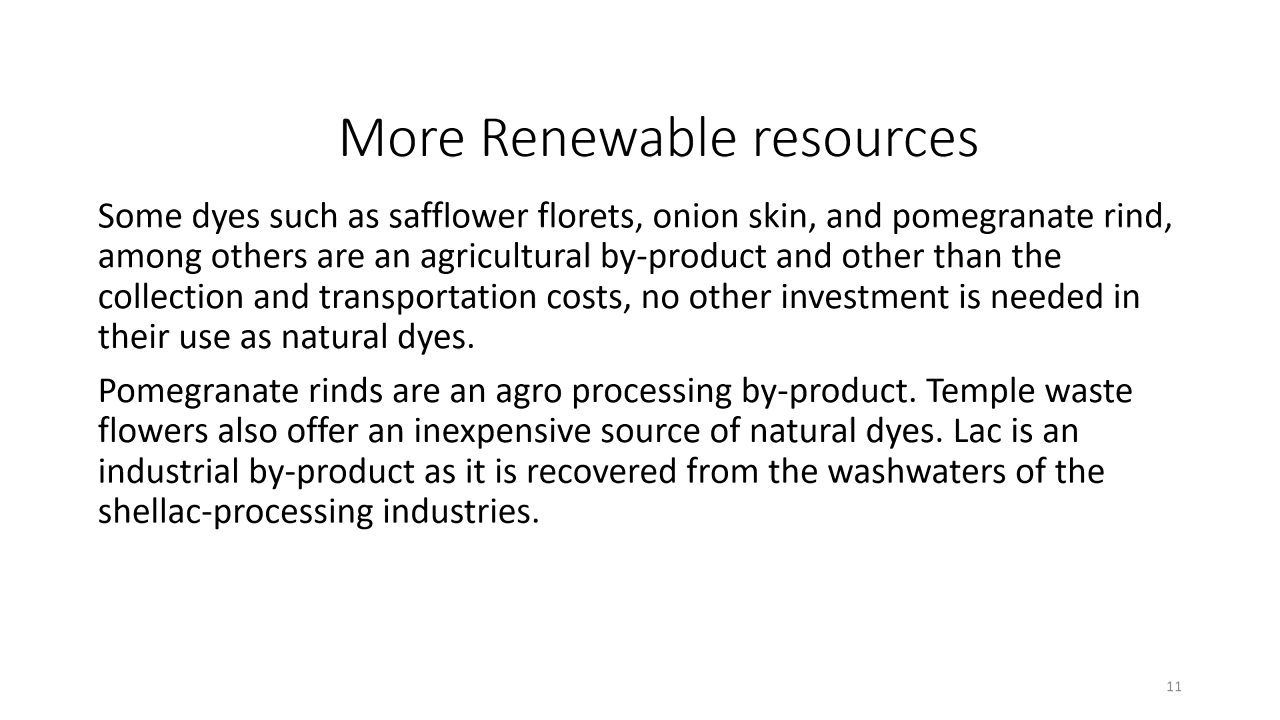 More Renewable resources
Some dyes such as safflower florets, onion skin, and pomegranate rind,
among others are an agricultural by-product and other than the
collection and transportation costs, no other investment is needed in
their use as natural dyes.
Pomegranate rinds are an agro processing by-product. Temple waste
flowers also offer an inexpensive source of natural dyes. Lac is an
industrial by-product as it is recovered from the washwaters of the
shellac-processing industries.
11